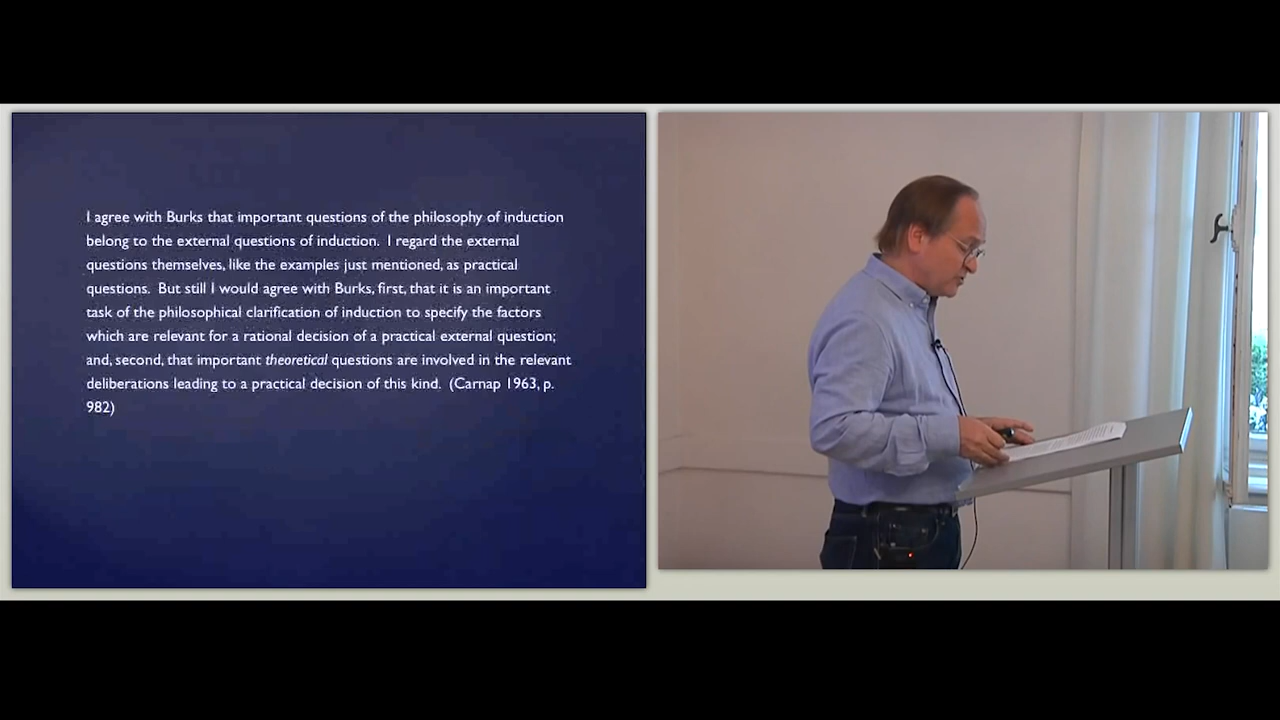 I agree with Burks that important questions of the philosophy of induction
belong to the external questions of induction. I regard the external
questions themselves, like the examples just mentioned, as practical
questions. But still I would agree with Burks, first, that it is an important
task of the philosophical clarification of induction to specify the factors
which are relevant for a rational decision of a practical external question;
and, second, that important theoretical questions are involved in the relevant
deliberations leading to a practical decision of this kind. (Carnap 1963, p.
982)